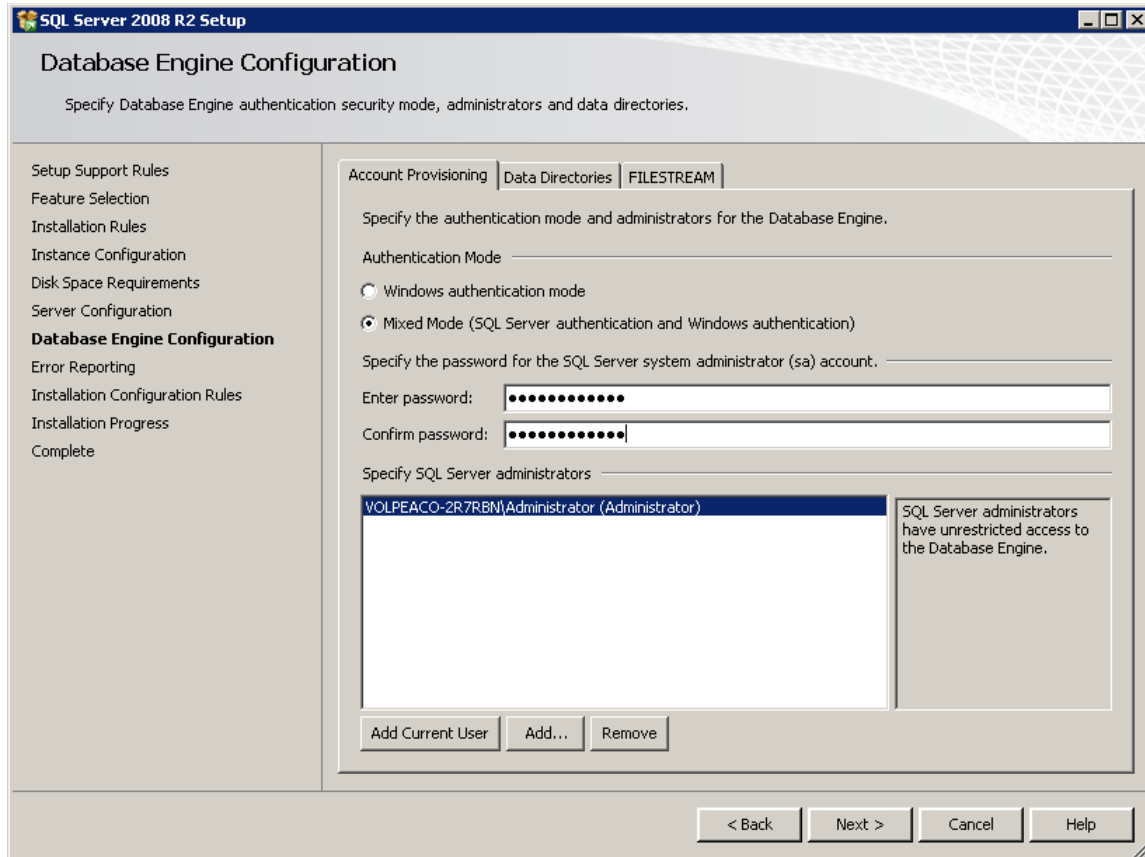 SQL Server 2008 R2 Setup
Database Engine Configuration
Specify Database Engine authentication security mode, administrators and data directories.
Setup Support Rules
Feature Selection
Installation Rules
Instance Configuration
Disk Space Requirements
Server Configuration
Database Engine Configuration
Error Reporting
Installation Configuration Rules
Installation Progress
Complete
Account Provisioning Data Directories FILESTREAM
Specify the authentication mode and administrators for the Database Engine.
Authentication Mode
Windows authentication mode
Mixed Mode (SQL Server authentication and Windows authentication)
Specify the password for the SQL Server system administrator (sa) account.
Enter password: ●●●●●●●●●●●●
Confirm password: ●●●●●●●●●●●●
Specify SQL Server administrators
VOLPEACO-2R7RBN\Administrator (Administrator)
SQL Server administrators
have unrestricted access to
the Database Engine.
Add Current User Add... Remove
< Back Next > Cancel Help